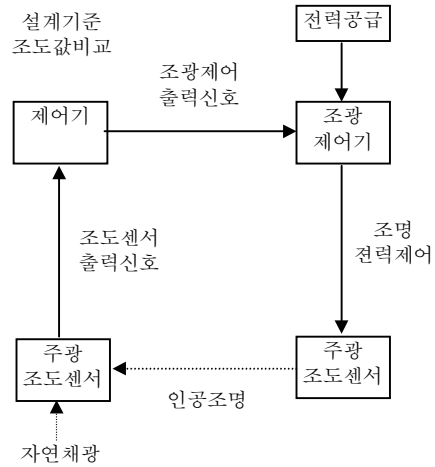 설계기준
조도값비교
전력공급
조광제어
출력신호
제어기
조광
제어기
조도센서
출력신호
조명
젼력제어
주광
조도센서
주광
조도센서
인공조명
자연채광